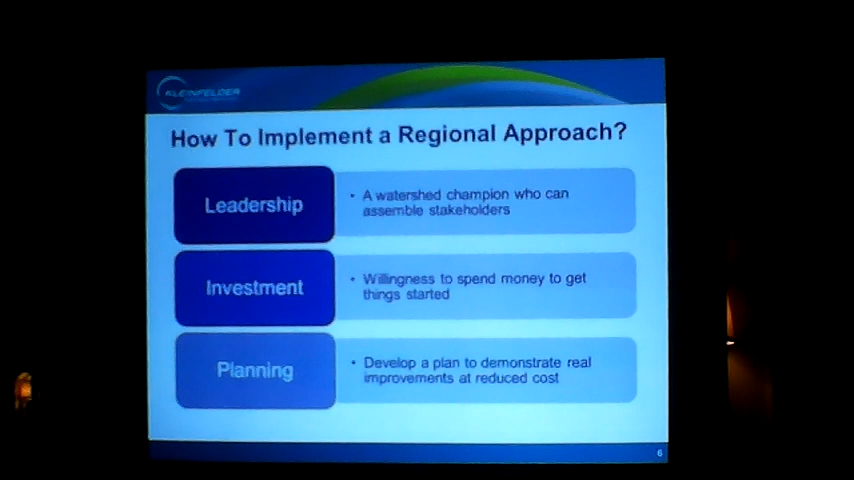 KLEINFELDER
How To Implement a Regional Approach?
Leadership
• A watershed champion who can
assemble stakeholders
Investment
• Willingness to spend money to get
things started
Planning
• Develop a plan to demonstrate real
improvements at reduced cost
6